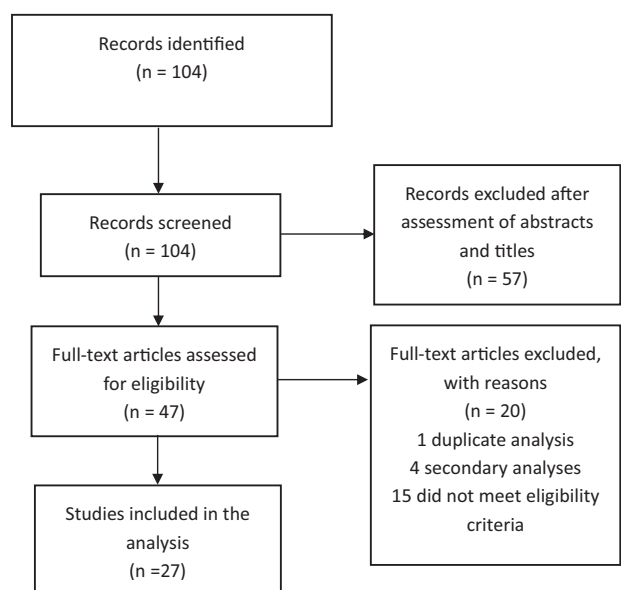 Records identified
(n = 104)
Records screened
(n = 104)
Records excluded after
assessment of abstracts
and titles
(n = 57)
Full-text articles assessed
for eligibility
(n = 47)
Full-text articles excluded,
with reasons
(n = 20)
1 duplicate analysis
4 secondary analyses
15 did not meet eligibility
criteria
Studies included in the
analysis
(n =27)